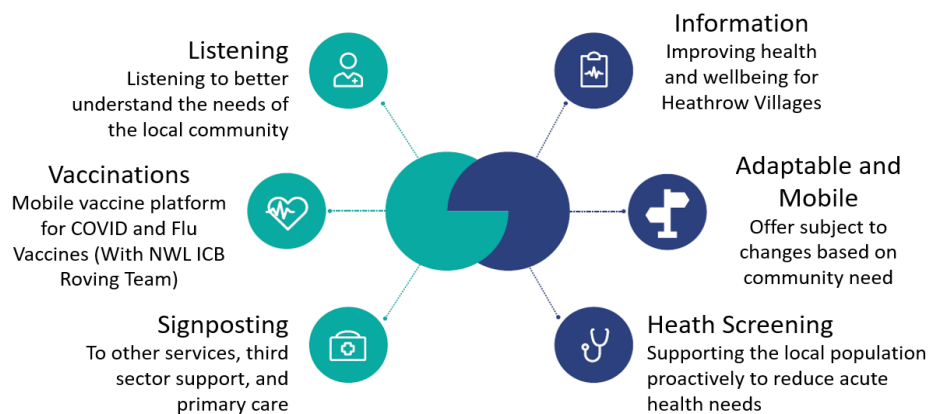 Listening
Listening to better
understand the needs of
the local community
Vaccinations
Mobile vaccine platform
for COVID and Flu
Vaccines (With NWL ICB
Roving Team)
Signposting
To other services, third
sector support, and
primary care
Information
Improving health
and wellbeing for
Heathrow Villages
Adaptable and
Mobile
Offer subject to
changes based on
community need
Heath Screening
Supporting the local population
proactively to reduce acute
health needs